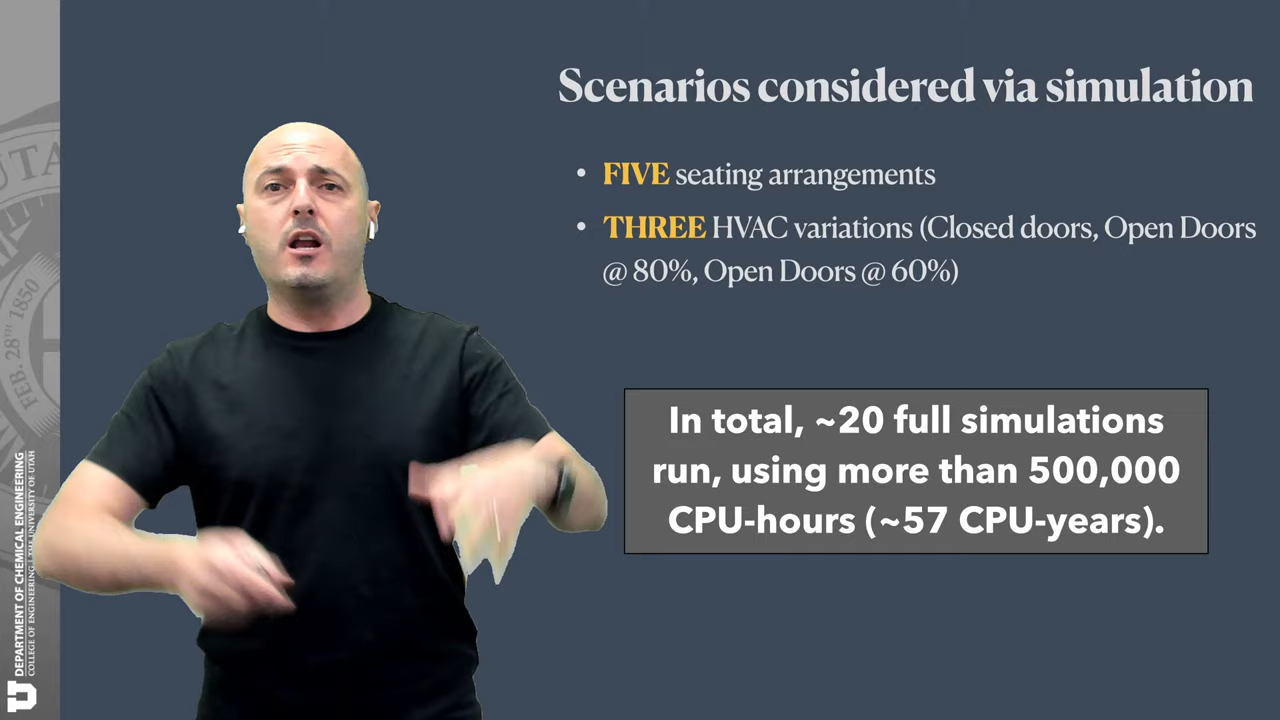 Scenarios considered via simulation
• FIVE seating arrangements
• THREE HVAC variations (Closed doors, Open Doors
@ 80%, Open Doors @ 60%)
In total, ~20 full simulations
run, using more than 500,000
CPU-hours (~57 CPU-years).
UTA
FEB. 28TH 1850
U
DEPARTMENT OF CHEMICAL ENGINEERING
COLLEGE OF ENGINEERING | THE UNIVERSITY OF UTAH